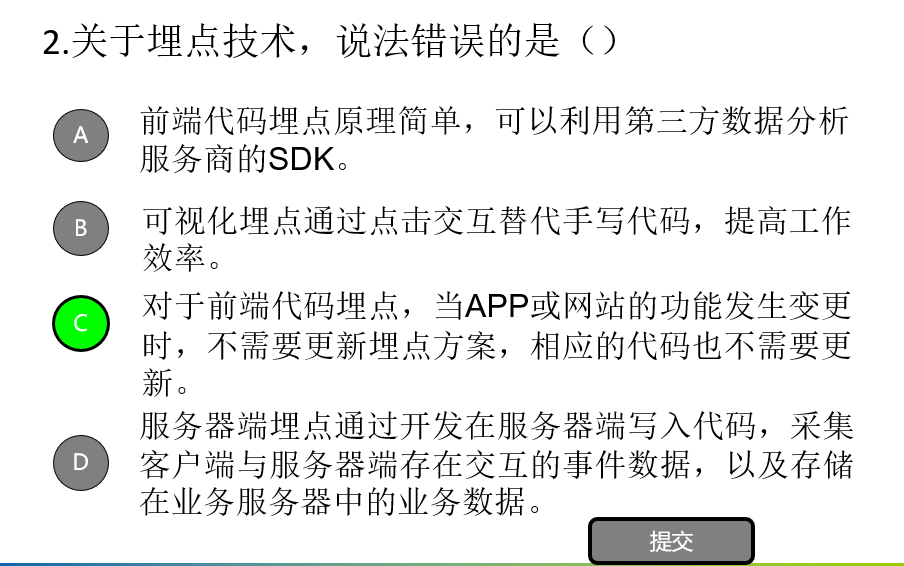 2.关于埋点技术，说法错误的是（）
A
前端代码埋点原理简单，可以利用第三方数据分析
服务商的SDK。
B
可视化埋点通过点击交互替代手写代码，提高工作
效率。
C
对于前端代码埋点，当APP或网站的功能发生变更
时，不需要更新埋点方案，相应的代码也不需要更
新。
D
服务器端埋点通过开发在服务器端写入代码，采集
客户端与服务器端存在交互的事件数据，以及存储
在业务服务器中的业务数据。
提交